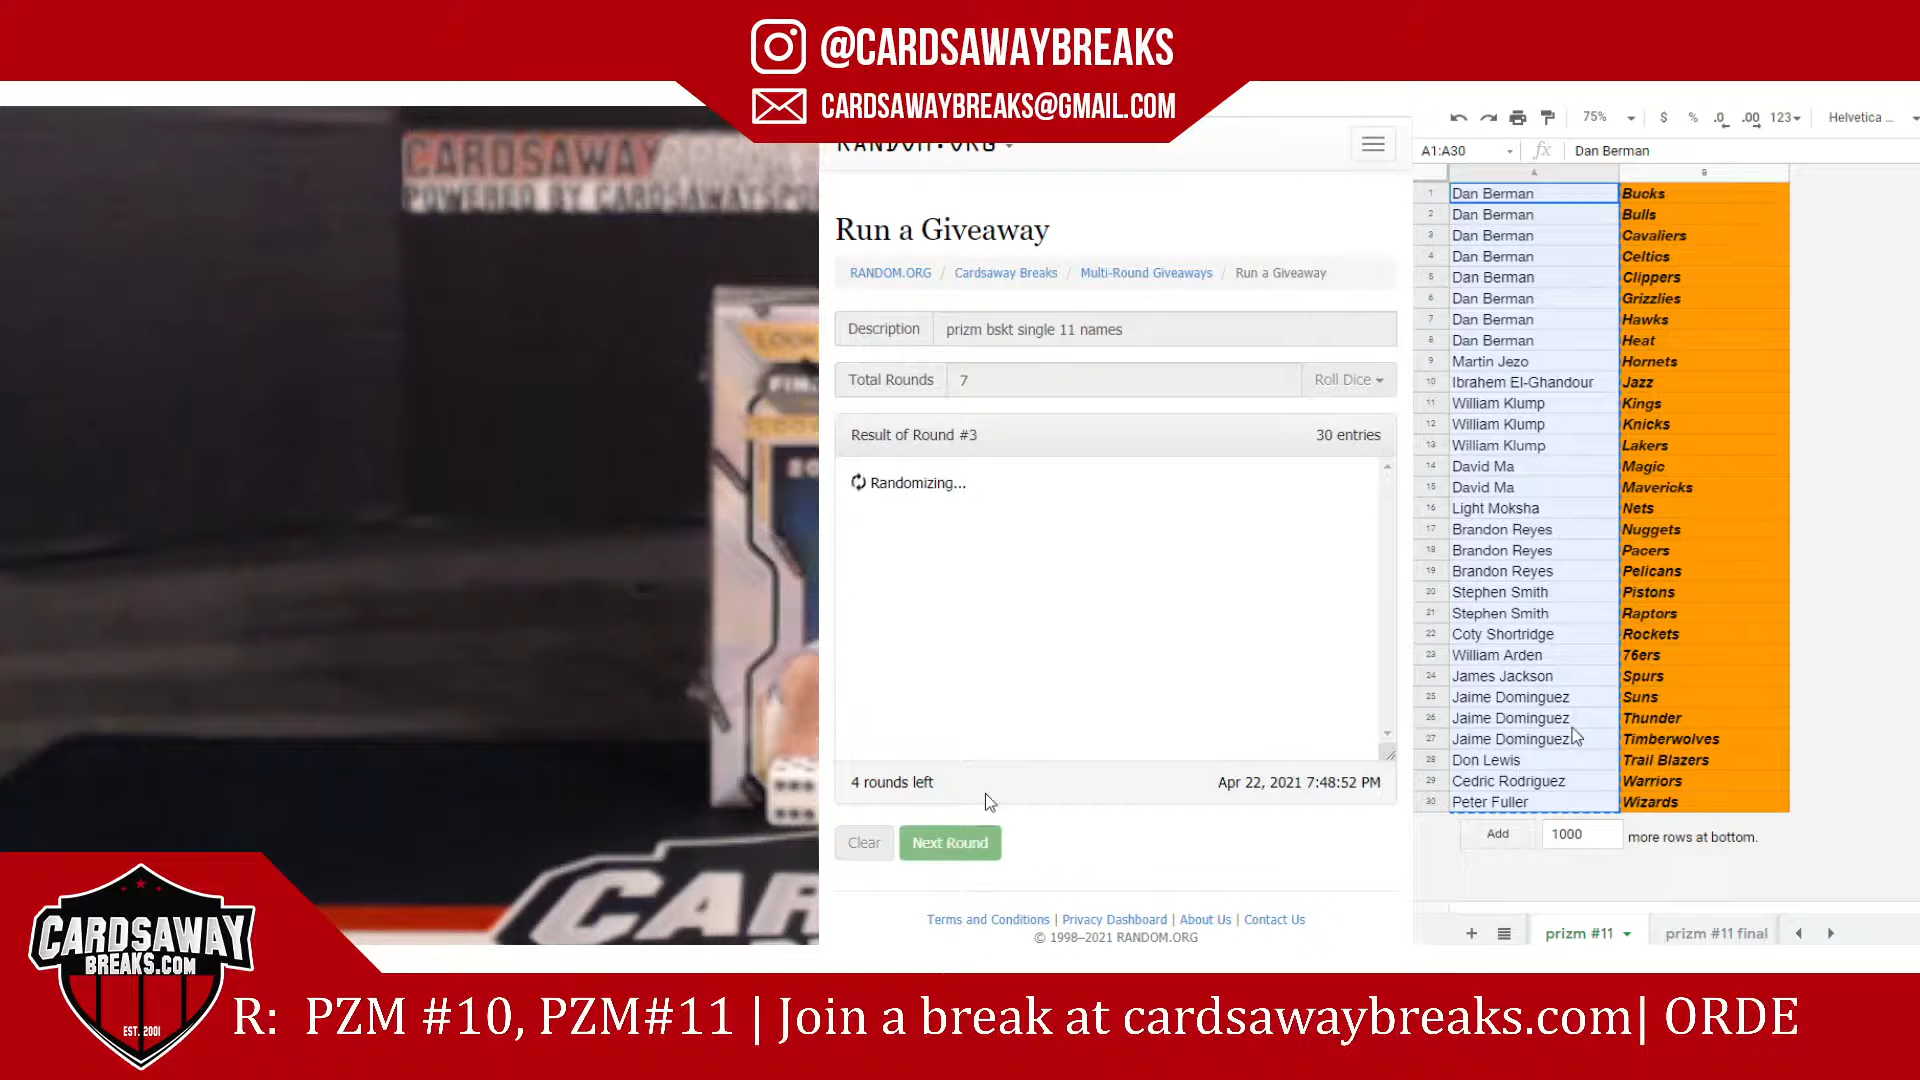 @CARDSAWAYBREAKS
CARDSAWAYBREAKS@GMAIL.COM
CARDSAWAY
POWERED BY CARDSAWAYSPO
RANDOM.ORG
Run a Giveaway
RANDOM.ORG / Cardsaway Breaks / Multi-Round Giveaways / Run a Giveaway
Description prizm bskt single 11 names
Total Rounds 7 Roll Dice
Result of Round #3 30 entries
Randomizing...
4 rounds left Apr 22, 2021 7:48:52 PM
Clear Next Round
Terms and Conditions | Privacy Dashboard | About Us | Contact Us
© 1998–2021 RANDOM.ORG
75% $ % .0 .00 123 Helvetica ...
A1:A30 fx Dan Berman
A B
1 Dan Berman Bucks
2 Dan Berman Bulls
3 Dan Berman Cavaliers
4 Dan Berman Celtics
5 Dan Berman Clippers
6 Dan Berman Grizzlies
7 Dan Berman Hawks
8 Dan Berman Heat
9 Martin Jezo Hornets
10 Ibrahem El-Ghandour Jazz
11 William Klump Kings
12 William Klump Knicks
13 William Klump Lakers
14 David Ma Magic
15 David Ma Mavericks
16 Light Moksha Nets
17 Brandon Reyes Nuggets
18 Brandon Reyes Pacers
19 Brandon Reyes Pelicans
20 Stephen Smith Pistons
21 Stephen Smith Raptors
22 Coty Shortridge Rockets
23 William Arden 76ers
24 James Jackson Spurs
25 Jaime Dominguez Suns
26 Jaime Dominguez Thunder
27 Jaime Dominguez Timberwolves
28 Don Lewis Trail Blazers
29 Cedric Rodriguez Warriors
30 Peter Fuller Wizards
Add 1000 more rows at bottom.
prizm #11 prizm #11 final
CAR
CARDSAWAY
BREAKS.COM
EST. 2001
R: PZM #10, PZM#11 | Join a break at cardsawaybreaks.com| ORDE